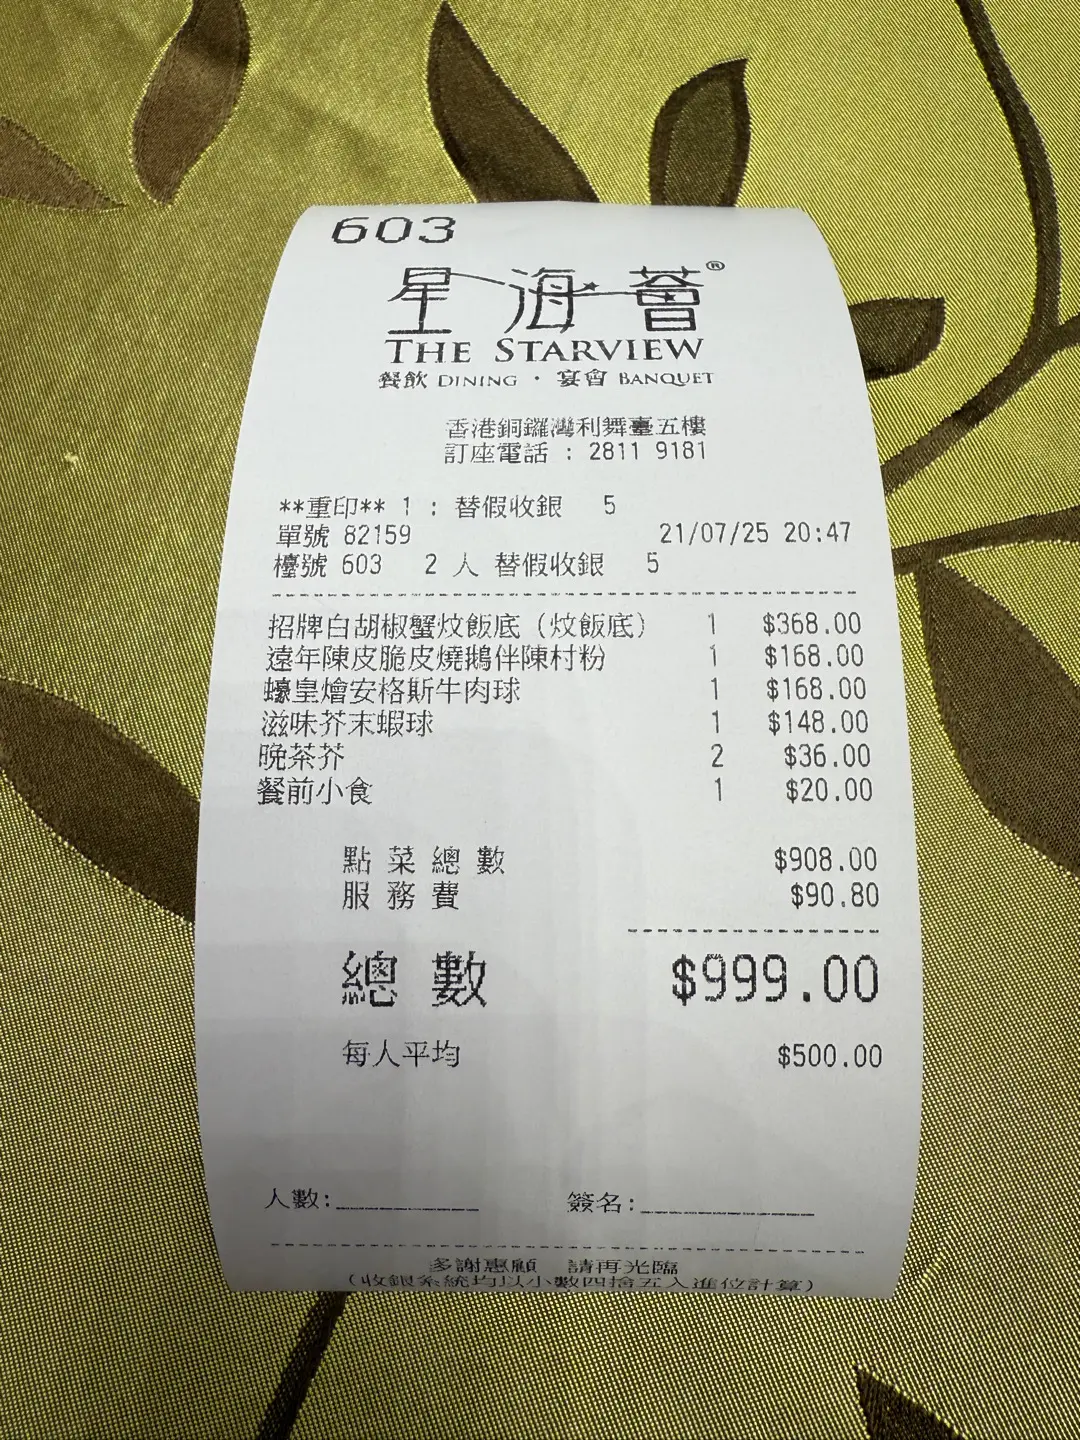 603
星海薈®
THE STARVIEW
餐飲 DINING · 宴會 BANQUET
香港銅鑼灣利舞臺五樓
訂座電話 : 2811 9181
**重印** 1 : 替假收銀 5
單號 82159 21/07/25 20:47
檯號 603 2 人 替假收銀 5
招牌白胡椒蟹炆飯底（炆飯底） 1 $368.00
遠年陳皮脆皮燒鵝伴陳村粉 1 $168.00
蠔皇燴安格斯牛肉球 1 $168.00
滋味芥末蝦球 1 $148.00
晚茶芥 2 $36.00
餐前小食 1 $20.00
點菜總數 $908.00
服務費 $90.80
總數 $999.00
每人平均 $500.00
人數: 簽名:
多謝惠顧 請再光臨
(收銀系統均以小數四捨五入進位計算)